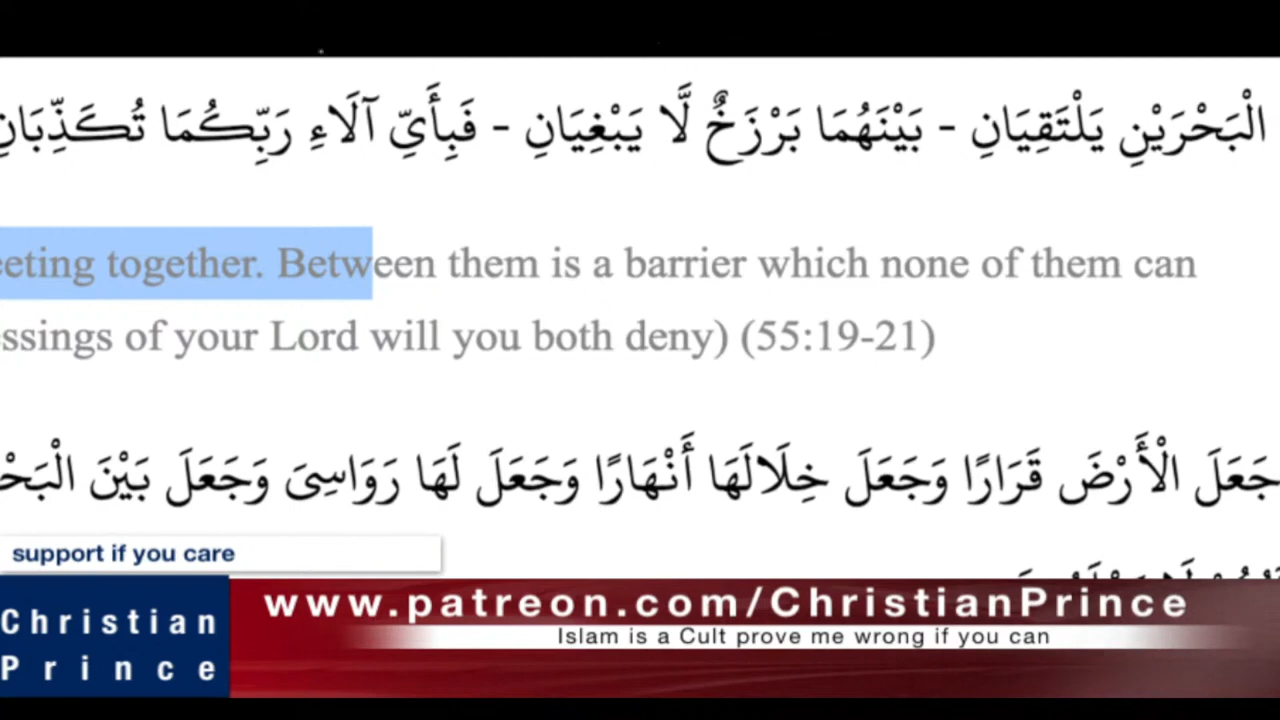 الْبَحْرَيْنِ يَلْتَقِيَانِ - بَيْنَهُمَا بَرْزَخٌ لَّا يَبْغِيَانِ - فَبِأَيِّ آلَاءِ رَبِّكُمَا تُكَذِّبَانِ
eeting together. Between them is a barrier which none of them can
essings of your Lord will you both deny) (55:19-21)
جَعَلَ الْأَرْضَ قَرَارًا وَجَعَلَ خِلَالَهَا أَنْهَارًا وَجَعَلَ لَهَا رَوَاسِىَ وَجَعَلَ بَيْنَ الْبَحْ
support if you care
Christian
Prince
www.patreon.com/ChristianPrince
Islam is a Cult prove me wrong if you can